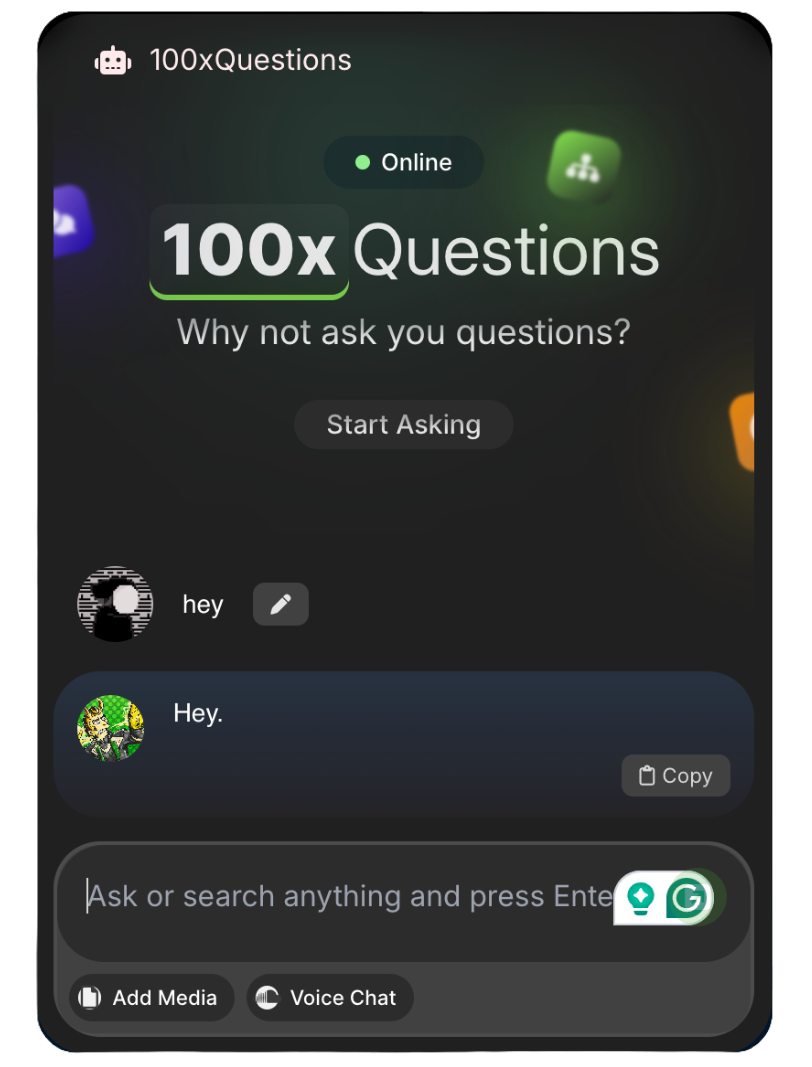 100xQuestions
Online
100x Questions
Why not ask you questions?
Start Asking
hey
Hey.
Copy
Ask or search anything and press Ente
G
Add Media
Voice Chat